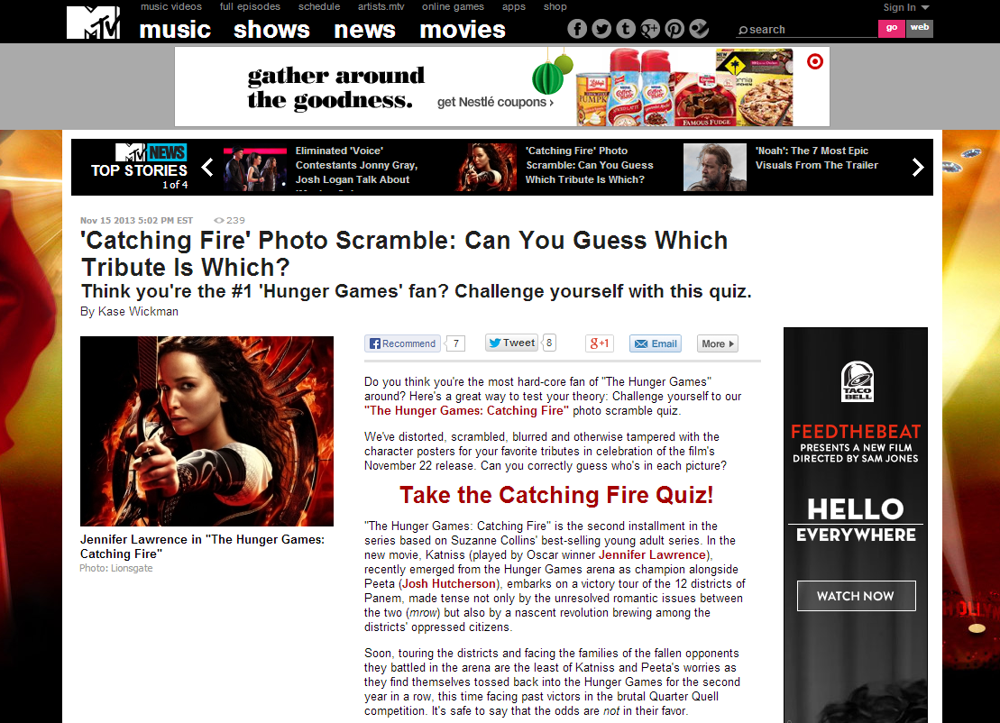 music videos full episodes schedule artists.mtv online games apps shop
Sign In
MTV
music shows news movies
search
go
web
gather around
the goodness.
get Nestlé coupons ›
Libby's
PUMPK
FAMOUS FUDGE
MTV NEWS
TOP STORIES
1 of 4
Eliminated 'Voice'
Contestants Jonny Gray,
Josh Logan Talk About
'Catching Fire' Photo
Scramble: Can You Guess
Which Tribute Is Which?
'Noah': The 7 Most Epic
Visuals From The Trailer
Nov 15 2013 5:02 PM EST 239
'Catching Fire' Photo Scramble: Can You Guess Which
Tribute Is Which?
Think you're the #1 'Hunger Games' fan? Challenge yourself with this quiz.
By Kase Wickman
Recommend 7
Tweet 8
g+1
Email
More
Jennifer Lawrence in "The Hunger Games:
Catching Fire"
Photo: Lionsgate
Do you think you're the most hard-core fan of "The Hunger Games"
around? Here's a great way to test your theory: Challenge yourself to our
"The Hunger Games: Catching Fire" photo scramble quiz.
We've distorted, scrambled, blurred and otherwise tampered with the
character posters for your favorite tributes in celebration of the film's
November 22 release. Can you correctly guess who's in each picture?
Take the Catching Fire Quiz!
"The Hunger Games: Catching Fire" is the second installment in the
series based on Suzanne Collins' best-selling young adult series. In the
new movie, Katniss (played by Oscar winner Jennifer Lawrence),
recently emerged from the Hunger Games arena as champion alongside
Peeta (Josh Hutcherson), embarks on a victory tour of the 12 districts of
Panem, made tense not only by the unresolved romantic issues between
the two (mrow) but also by a nascent revolution brewing among the
districts' oppressed citizens.
Soon, touring the districts and facing the families of the fallen opponents
they battled in the arena are the least of Katniss and Peeta's worries as
they find themselves tossed back into the Hunger Games for the second
year in a row, this time facing past victors in the brutal Quarter Quell
competition. It's safe to say that the odds are not in their favor.
TACO
BELL
FEEDTHEBEAT
PRESENTS A NEW FILM
DIRECTED BY SAM JONES
HELLO
EVERYWHERE
WATCH NOW